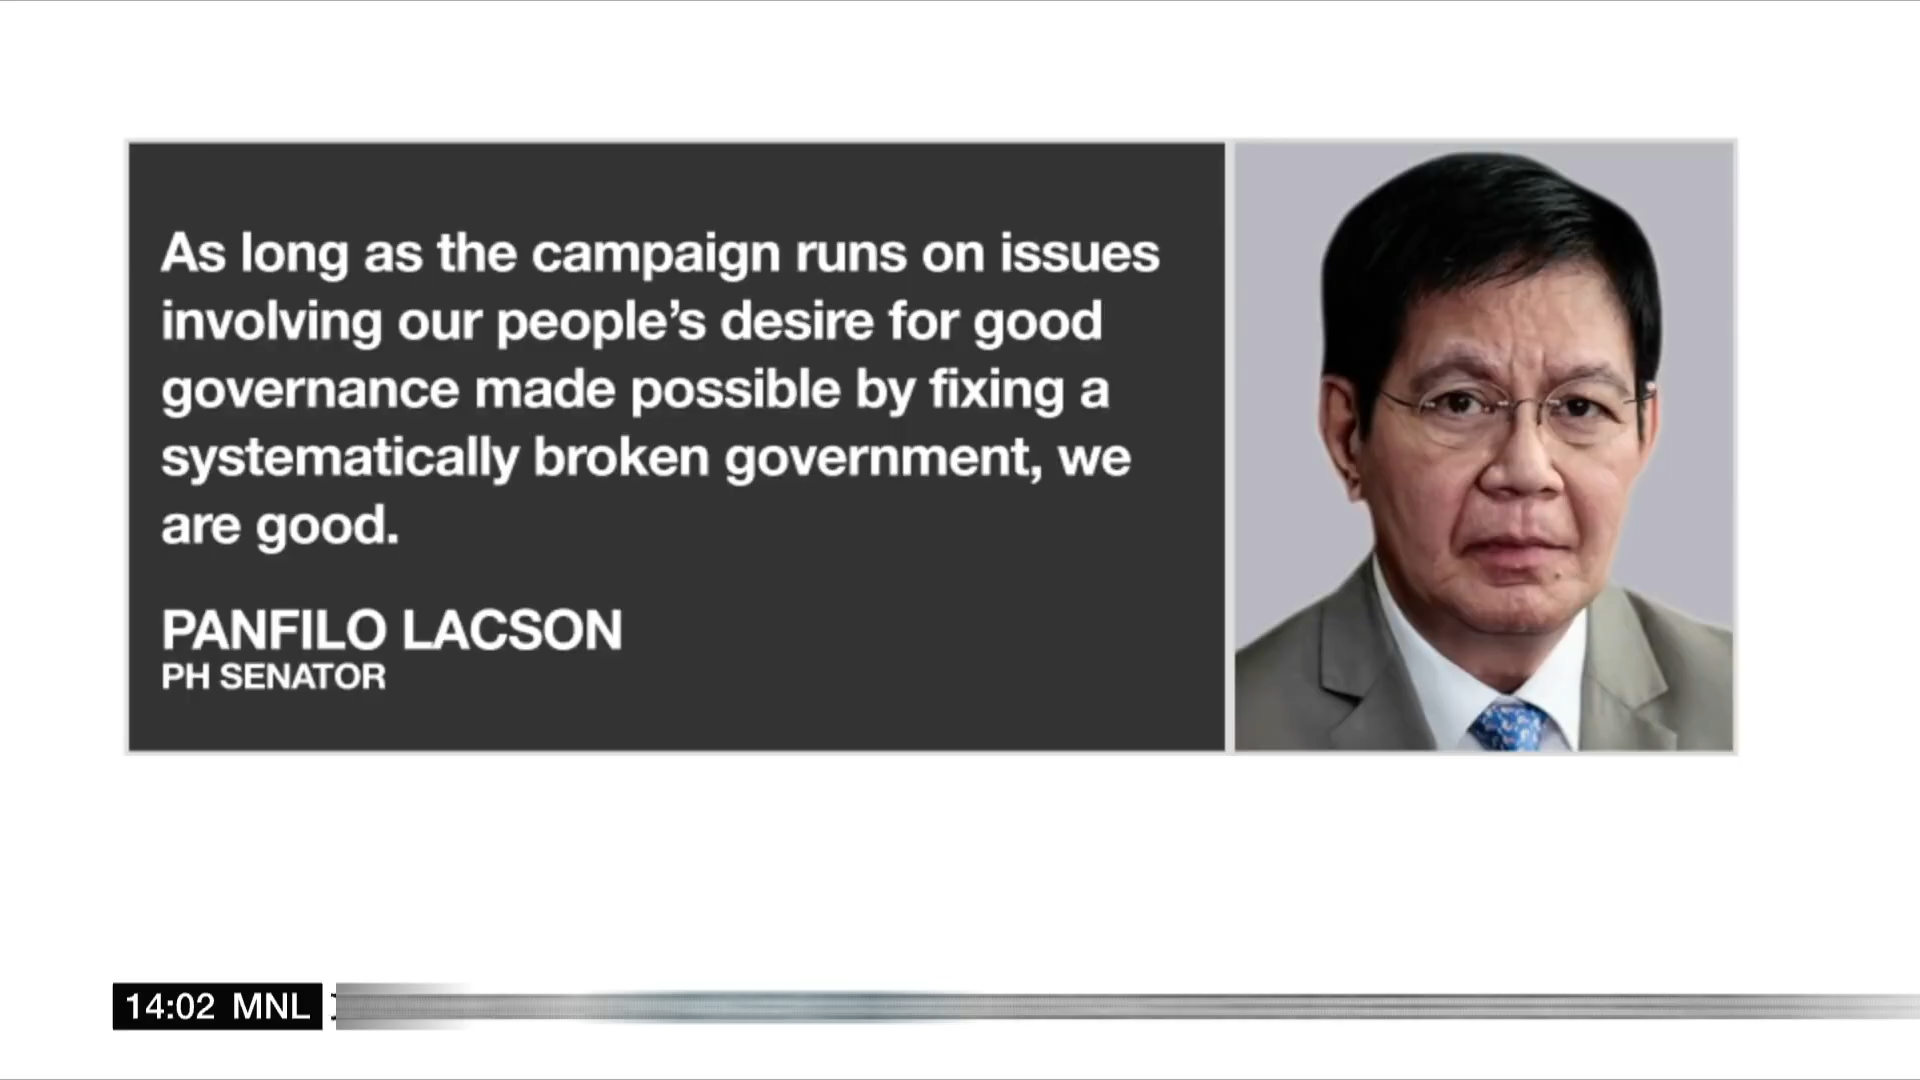 As long as the campaign runs on issues
involving our people’s desire for good
governance made possible by fixing a
systematically broken government, we
are good.
PANFILO LACSON
PH SENATOR
14:02 MNL